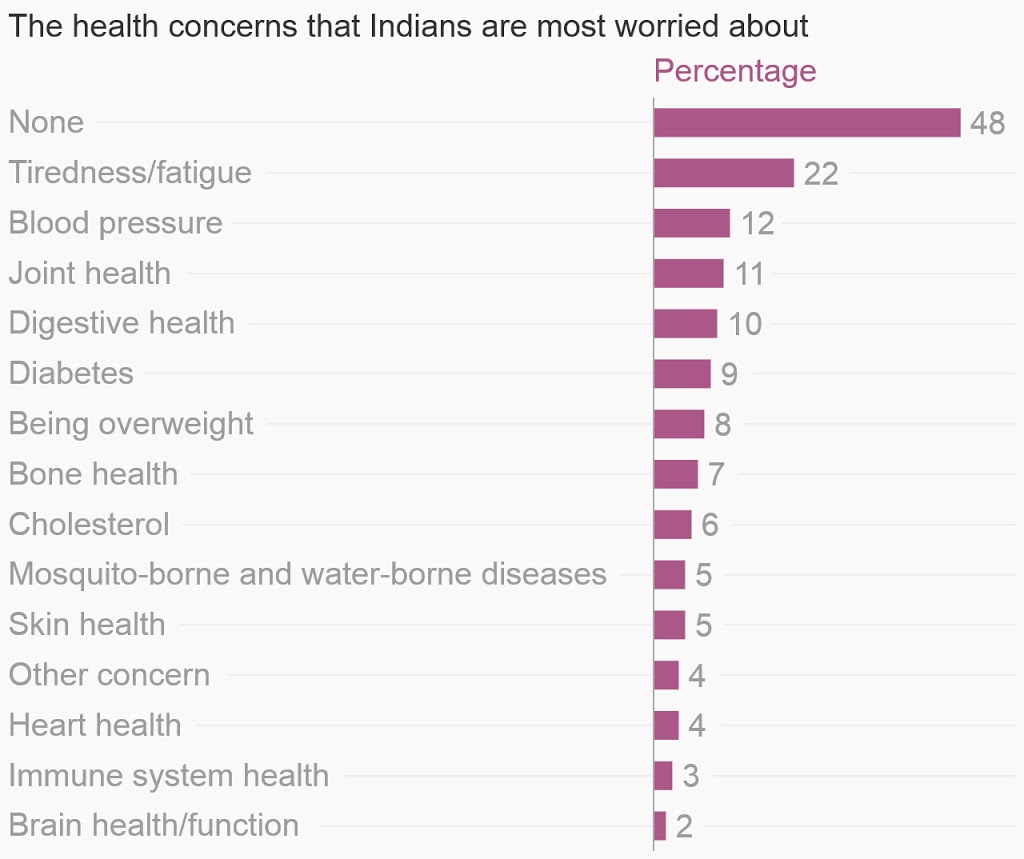 The health concerns that Indians are most worried about
Percentage
None 48
Tiredness/fatigue 22
Blood pressure 12
Joint health 11
Digestive health 10
Diabetes 9
Being overweight 8
Bone health 7
Cholesterol 6
Mosquito-borne and water-borne diseases 5
Skin health 5
Other concern 4
Heart health 4
Immune system health 3
Brain health/function 2